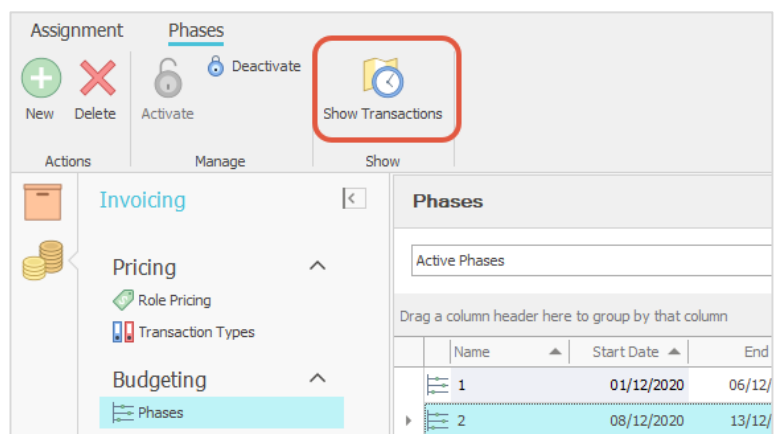 Assignment Phases
New Delete Activate Deactivate Show Transactions
Actions Manage Show
Invoicing
Phases
Pricing
Active Phases
Role Pricing
Drag a column header here to group by that column
Transaction Types
Name Start Date End
Budgeting
1 01/12/2020 06/12/
Phases
2 08/12/2020 13/12/